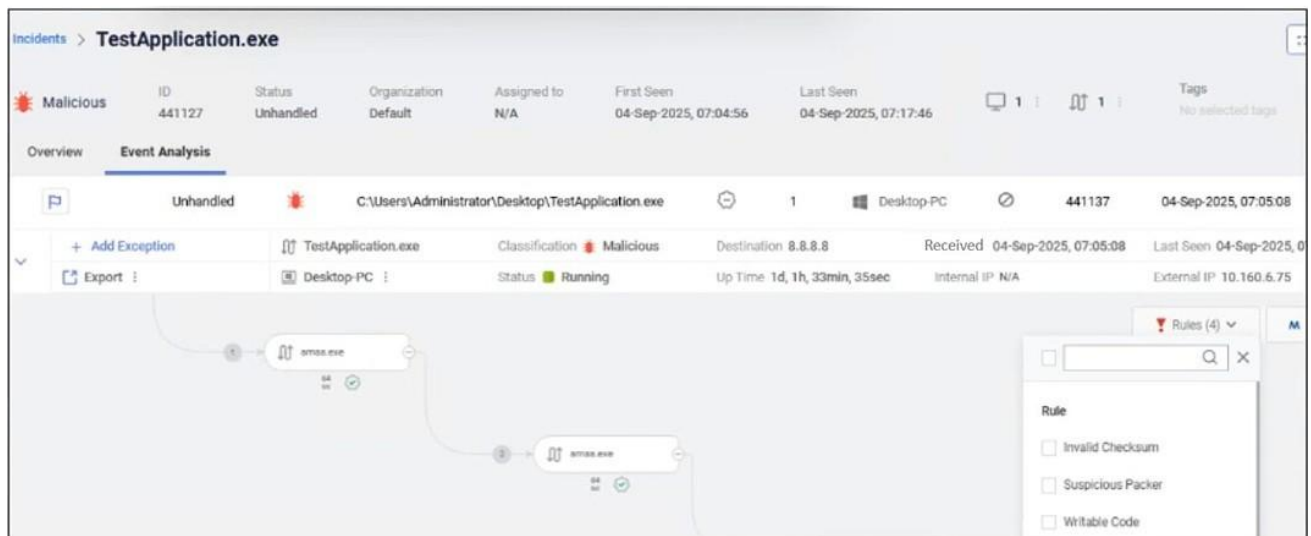 Incidents > TestApplication.exe
Malicious
ID Status Organization Assigned to First Seen Last Seen Tags
441127 Unhandled Default N/A 04-Sep-2025, 07:04:56 04-Sep-2025, 07:17:46 1 1 No selected tags
Overview Event Analysis
Unhandled C:\Users\Administrator\Desktop\TestApplication.exe 1 Desktop-PC 441137 04-Sep-2025, 07:05:08
+ Add Exception TestApplication.exe Classification Malicious Destination 8.8.8.8 Received 04-Sep-2025, 07:05:08 Last Seen 04-Sep-2025, 0
Export Desktop-PC Status Running Up Time 1d, 1h, 33min, 35sec Internal IP N/A External IP 10.160.6.75
Rules (4) M
1
64
bit
2
64
bit
Rule
Invalid Checksum
Suspicious Packer
Writable Code